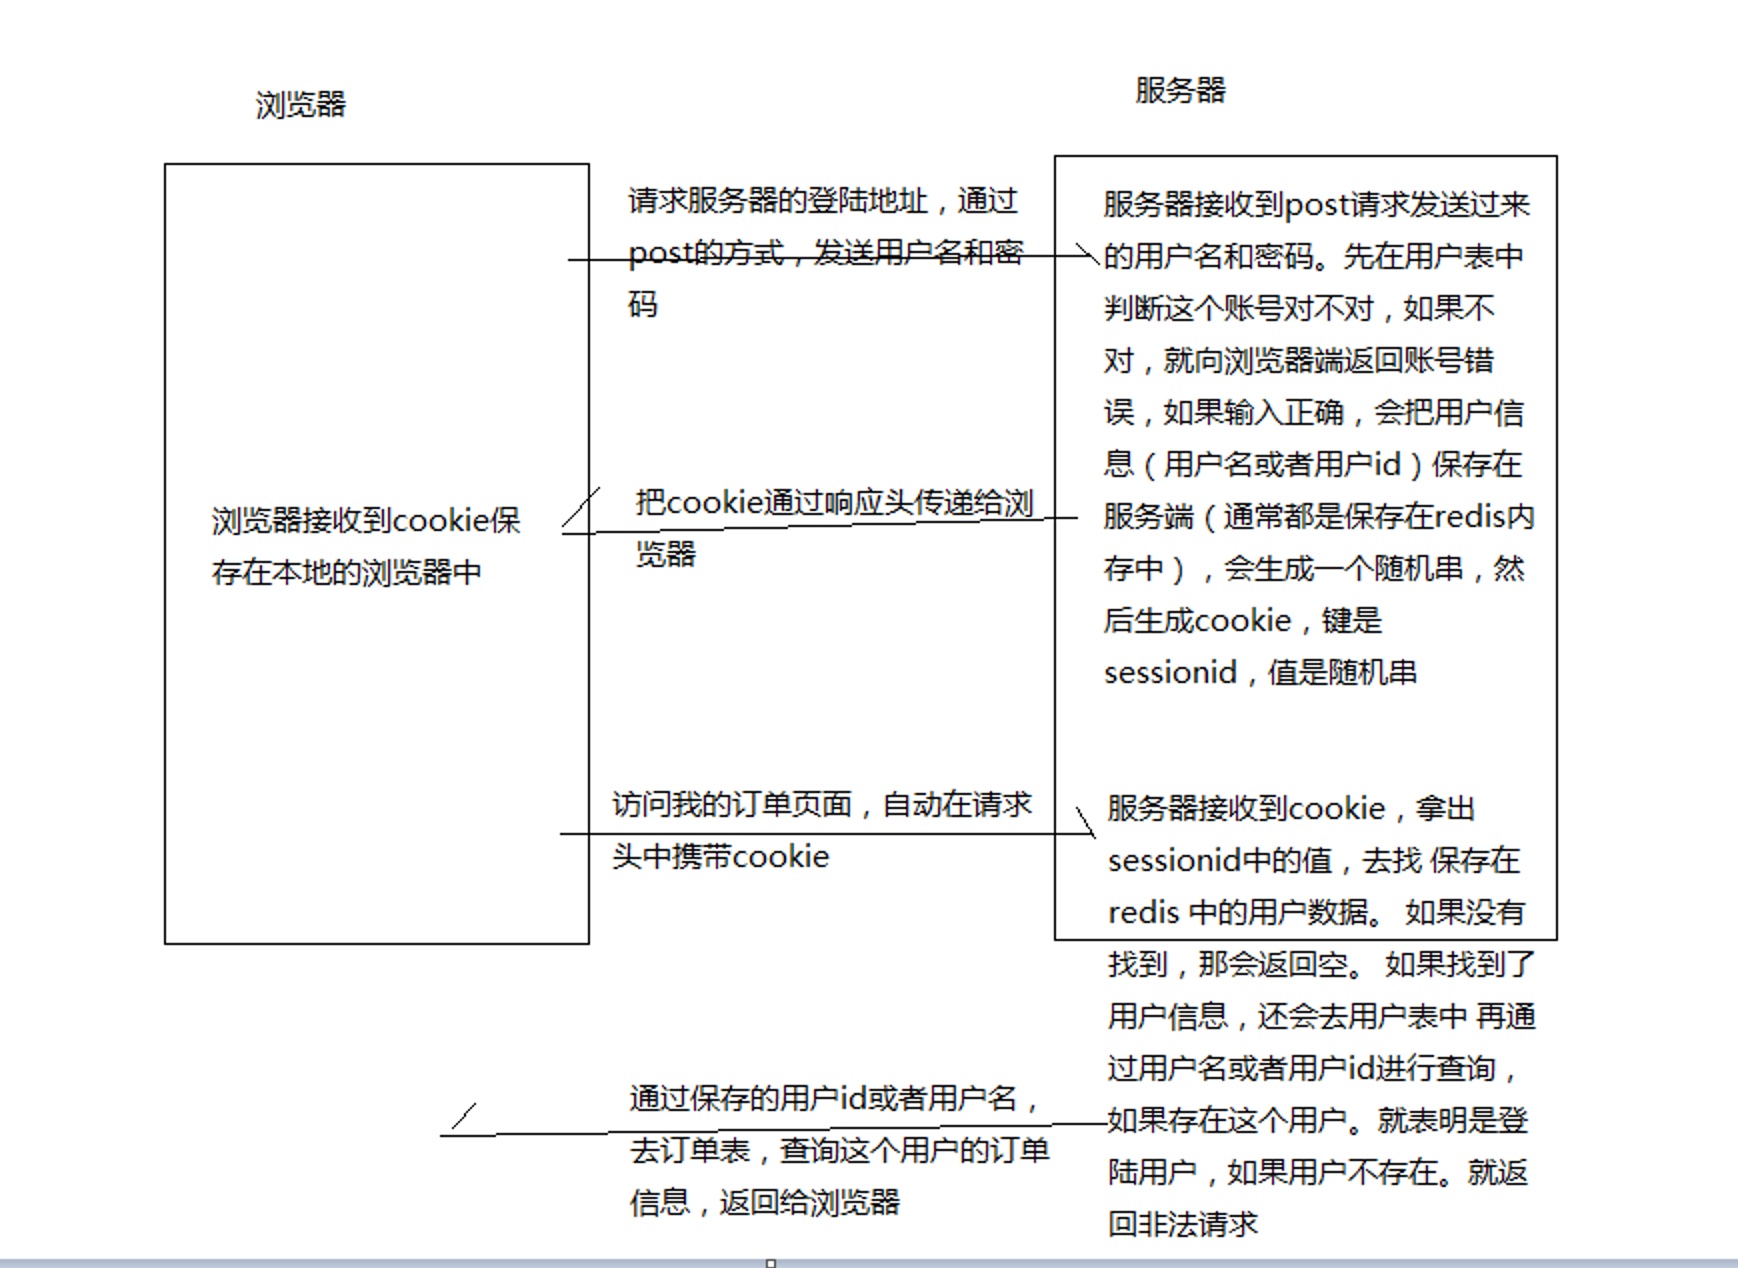 浏览器
服务器
请求服务器的登陆地址，通过
post的方式，发送用户名和密
码
服务器接收到post请求发送过来
的用户名和密码。先在用户表中
判断这个账号对不对，如果不
对，就向浏览器端返回账号错
误，如果输入正确，会把用户信
息（用户名或者用户id）保存在
服务端（通常都是保存在redis内
存中），会生成一个随机串，然
后生成cookie，键是
sessionid，值是随机串
把cookie通过响应头传递给浏
览器
浏览器接收到cookie保
存在本地的浏览器中
访问我的订单页面，自动在请求
头中携带cookie
服务器接收到cookie，拿出
sessionid中的值，去找 保存在
redis 中的用户数据。 如果没有
找到，那会返回空。 如果找到了
用户信息，还会去用户表中 再通
过用户名或者用户id进行查询，
如果存在这个用户。就表明是登
陆用户，如果用户不存在。就返
回非法请求
通过保存的用户id或者用户名，
去订单表，查询这个用户的订单
信息，返回给浏览器